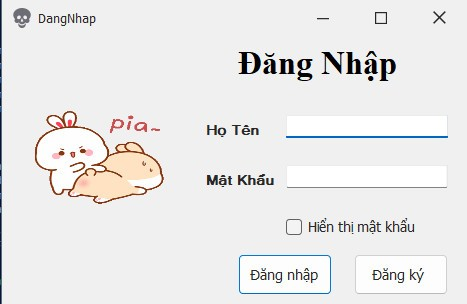 DangNhap
Đăng Nhập
pia~
Họ Tên
Mật Khẩu
Hiển thị mật khẩu
Đăng nhập
Đăng ký